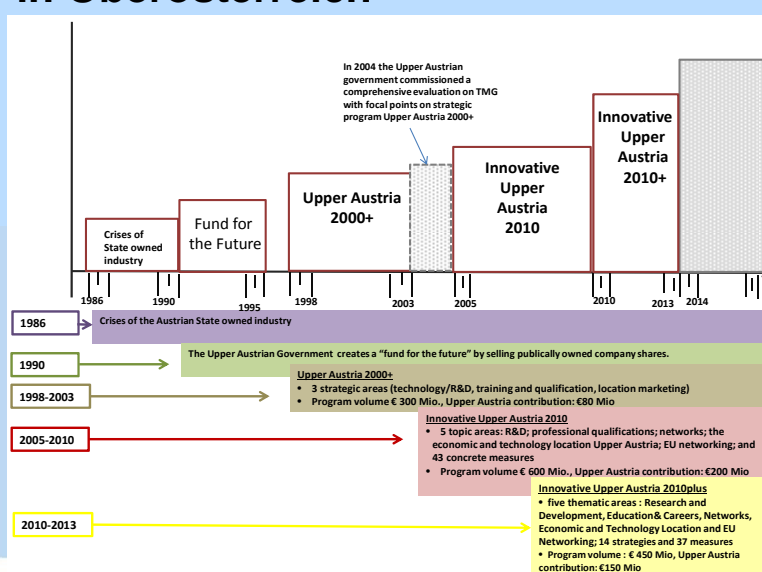 In 2004 the Upper Austrian
government commissioned a
comprehensive evaluation on TMG
with focal points on strategic
program Upper Austria 2000+
Crises of
State owned
industry
Fund for
the Future
Upper Austria
2000+
Innovative
Upper
Austria
2010
Innovative
Upper
Austria
2010+
1986
1990
1995
1998
2003
2005
2010
2013
2014
1986
Crises of the Austrian State owned industry
1990
The Upper Austrian Government creates a “fund for the future” by selling publically owned company shares.
1998-2003
Upper Austria 2000+
• 3 strategic areas (technology/R&D, training and qualification, location marketing)
• Program volume € 300 Mio., Upper Austria contribution: €80 Mio
2005-2010
Innovative Upper Austria 2010
• 5 topic areas: R&D; professional qualifications; networks; the
economic and technology location Upper Austria; EU networking; and
43 concrete measures
• Program volume € 600 Mio., Upper Austria contribution: €200 Mio
2010-2013
Innovative Upper Austria 2010plus
• five thematic areas : Research and
Development, Education& Careers, Networks,
Economic and Technology Location and EU
Networking; 14 strategies and 37 measures
• Program volume : € 450 Mio, Upper Austria
contribution: €150 Mio